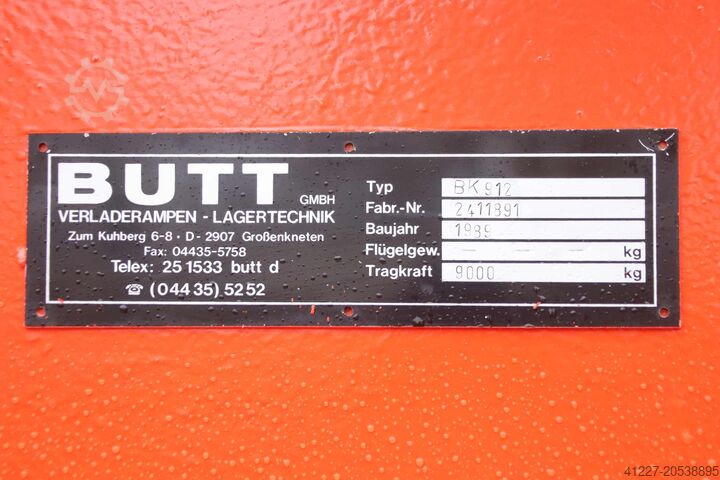 BUTT GMBH
VERLADERAMPEN - LAGERTECHNIK
Zum Kuhberg 6-8 · D - 2907 Großenkneten
Fax: 04435-5758
Telex: 25 1533 butt d
☎ (044 35) 52 52
Typ BK 912
Fabr.-Nr. 2411891
Baujahr 1989
Flügelgew. - - - - kg
Tragkraft 9000 kg
41227-20538895